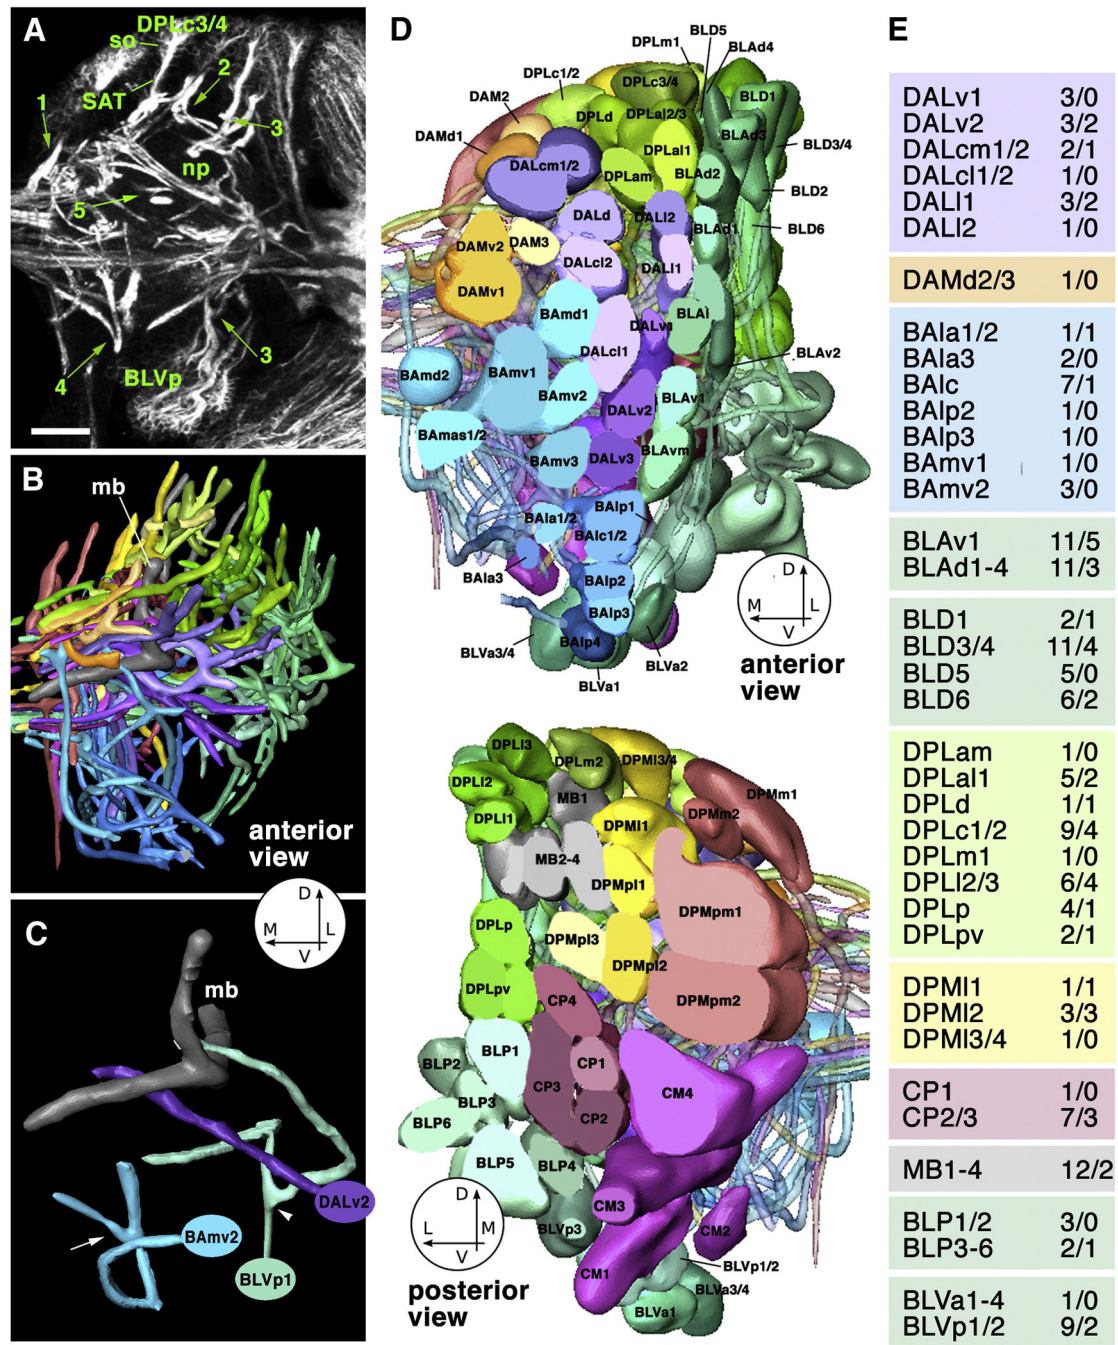 A
DPLc3/4
so
2
SAT
1
3
np
5
3
4
BLVp
B
mb
anterior
view
D
M
L
V
C
mb
DALv2
BAmv2
BLVp1
D
BLD5
DPLm1
BLAd4
DPLc1/2
DPLc3/4
DAM2
BLD1
DPLd
DPLal2/3
DAMd1
BLAd3
BLD3/4
DALcm1/2
DPLal1
DPLam
BLAd2
BLD2
DALd
DALl2
BLAd1
BLD6
DAMv2
DAM3
DALcl2
DALl1
DAMv1
BAmd1
BLAl
DALv1
DALcl1
BLAv2
BAmd2
BAmv1
BAmv2
BLAv1
DALv2
BAmas1/2
BLAvm
BAmv3
DALv3
BAlp1
BAla1/2
BAlc1/2
BAla3
BAlp2
BAlp3
BAlp4
BLVa3/4
BLVa2
BLVa1
D
M
L
V
anterior
view
DPLl3
DPLm2
DPMl3/4
DPLl2
MB1
DPMm1
DPMm2
DPLl1
DPMl1
MB2-4
DPMpl1
DPMpm1
DPLp
DPMpl3
DPMpl2
DPLpv
CP4
DPMpm2
BLP1
BLP2
CP1
CP3
CM4
BLP3
CP2
BLP6
BLP5
BLP4
D
L
M
V
CM3
BLVp3
CM2
CM1
BLVp1/2
BLVa3/4
BLVa1
posterior
view
E
DALv1 3/0
DALv2 3/2
DALcm1/2 2/1
DALcl1/2 1/0
DALl1 3/2
DALl2 1/0
DAMd2/3 1/0
BAla1/2 1/1
BAla3 2/0
BAlc 7/1
BAlp2 1/0
BAlp3 1/0
BAmv1 1/0
BAmv2 3/0
BLAv1 11/5
BLAd1-4 11/3
BLD1 2/1
BLD3/4 11/4
BLD5 5/0
BLD6 6/2
DPLam 1/0
DPLal1 5/2
DPLd 1/1
DPLc1/2 9/4
DPLm1 1/0
DPLl2/3 6/4
DPLp 4/1
DPLpv 2/1
DPMl1 1/1
DPMl2 3/3
DPMl3/4 1/0
CP1 1/0
CP2/3 7/3
MB1-4 12/2
BLP1/2 3/0
BLP3-6 2/1
BLVa1-4 1/0
BLVp1/2 9/2